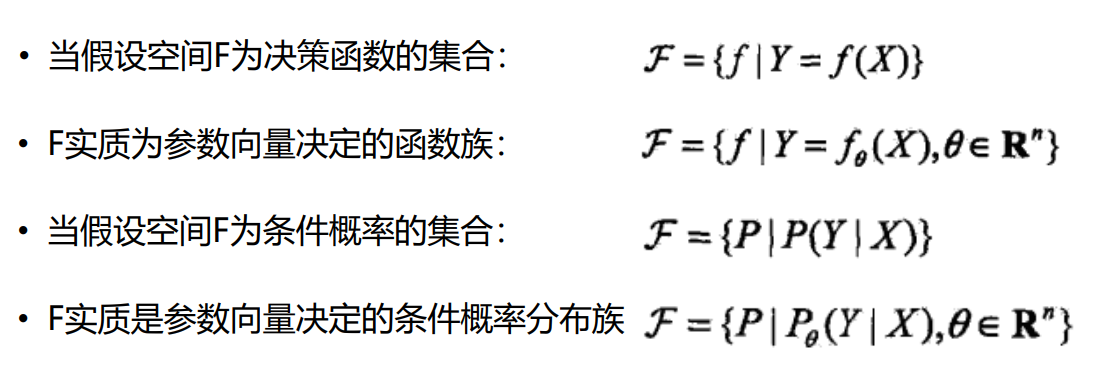 • 当假设空间F为决策函数的集合： 𝓕 = {f | Y = f(X)}
• F实质为参数向量决定的函数族： 𝓕 = {f | Y = f_θ(X), θ ∈ 𝐑ⁿ}
• 当假设空间F为条件概率的集合： 𝓕 = {P | P(Y | X)}
• F实质是参数向量决定的条件概率分布族 𝓕 = {P | P_θ(Y | X), θ ∈ 𝐑ⁿ}